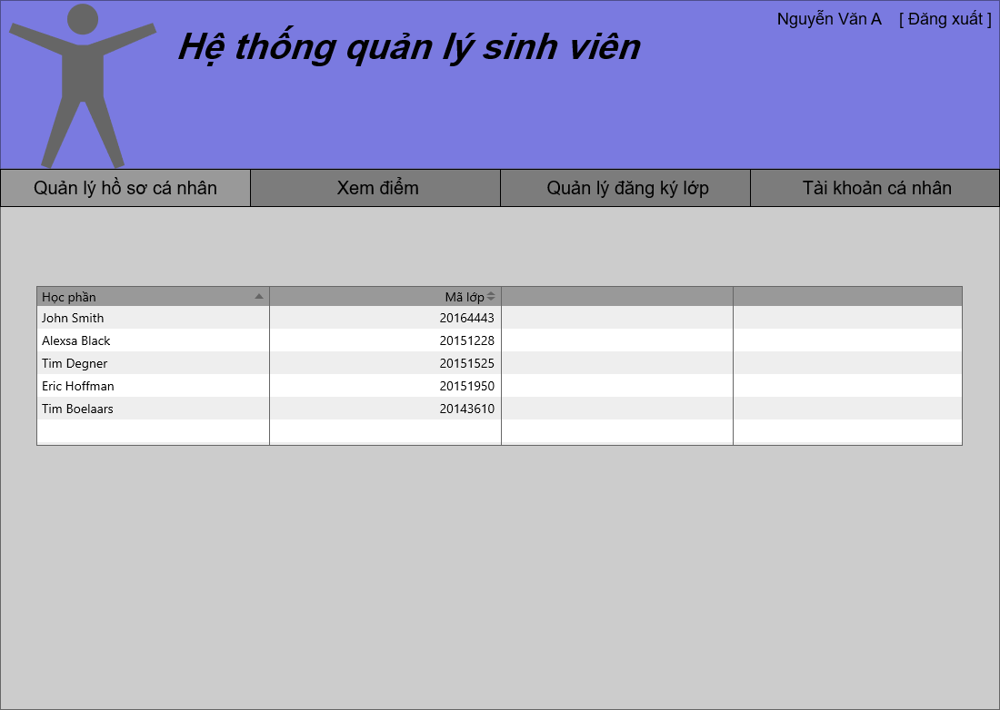 Nguyễn Văn A [ Đăng xuất ]
Hệ thống quản lý sinh viên
Quản lý hồ sơ cá nhân Xem điểm Quản lý đăng ký lớp Tài khoản cá nhân
Học phần Mã lớp
John Smith 20164443
Alexsa Black 20151228
Tim Degner 20151525
Eric Hoffman 20151950
Tim Boelaars 20143610